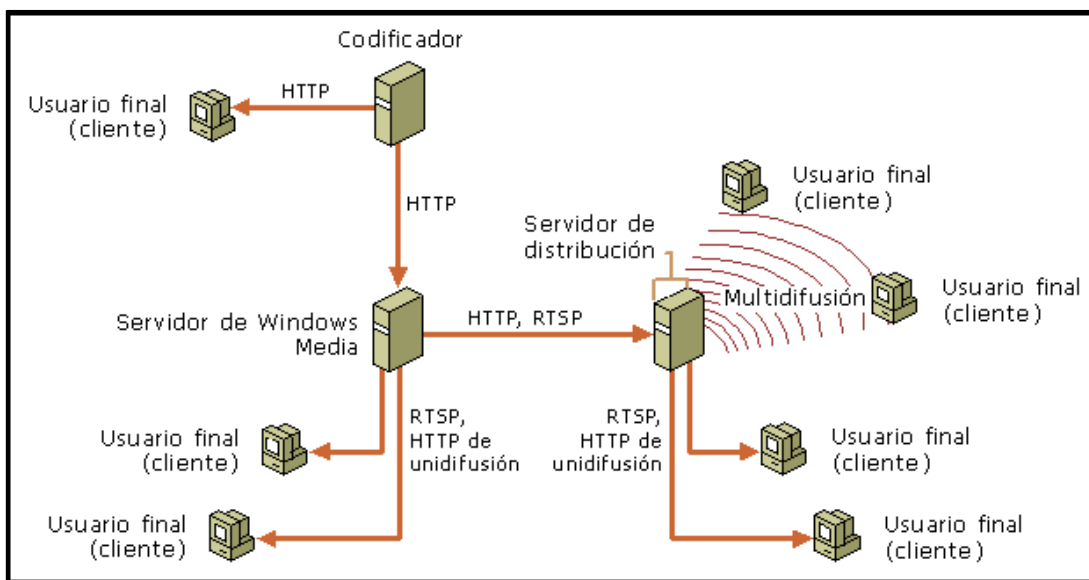 Codificador
HTTP
Usuario final
(cliente)
HTTP
Usuario final
(cliente)
Servidor de
distribución
Multidifusión
Usuario final
(cliente)
Servidor de Windows
Media
HTTP, RTSP
RTSP,
HTTP de
unidifusión
RTSP,
HTTP de
unidifusión
Usuario final
(cliente)
Usuario final
(cliente)
Usuario final
(cliente)
Usuario final
(cliente)